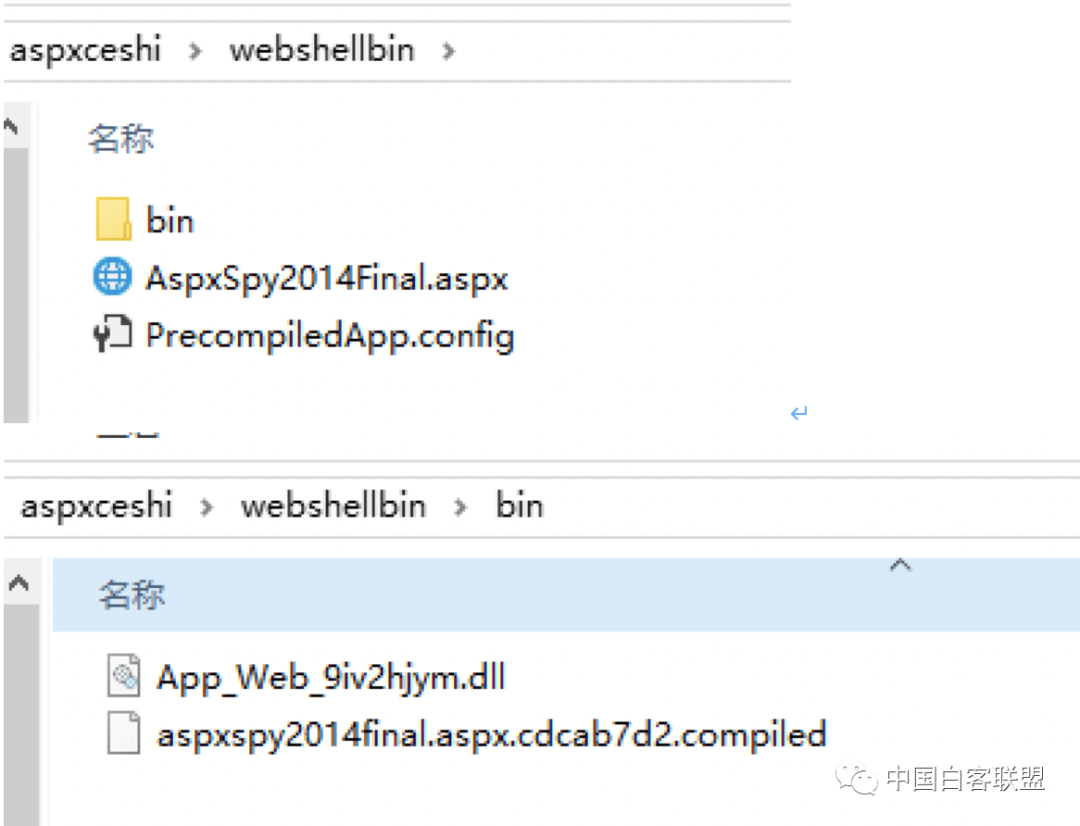 aspxceshi > webshellbin >
名称
bin
AspxSpy2014Final.aspx
PrecompiledApp.config
aspxceshi > webshellbin > bin
名称
App_Web_9iv2hjym.dll
aspxspy2014final.aspx.cdcab7d2.compiled
中国白客联盟